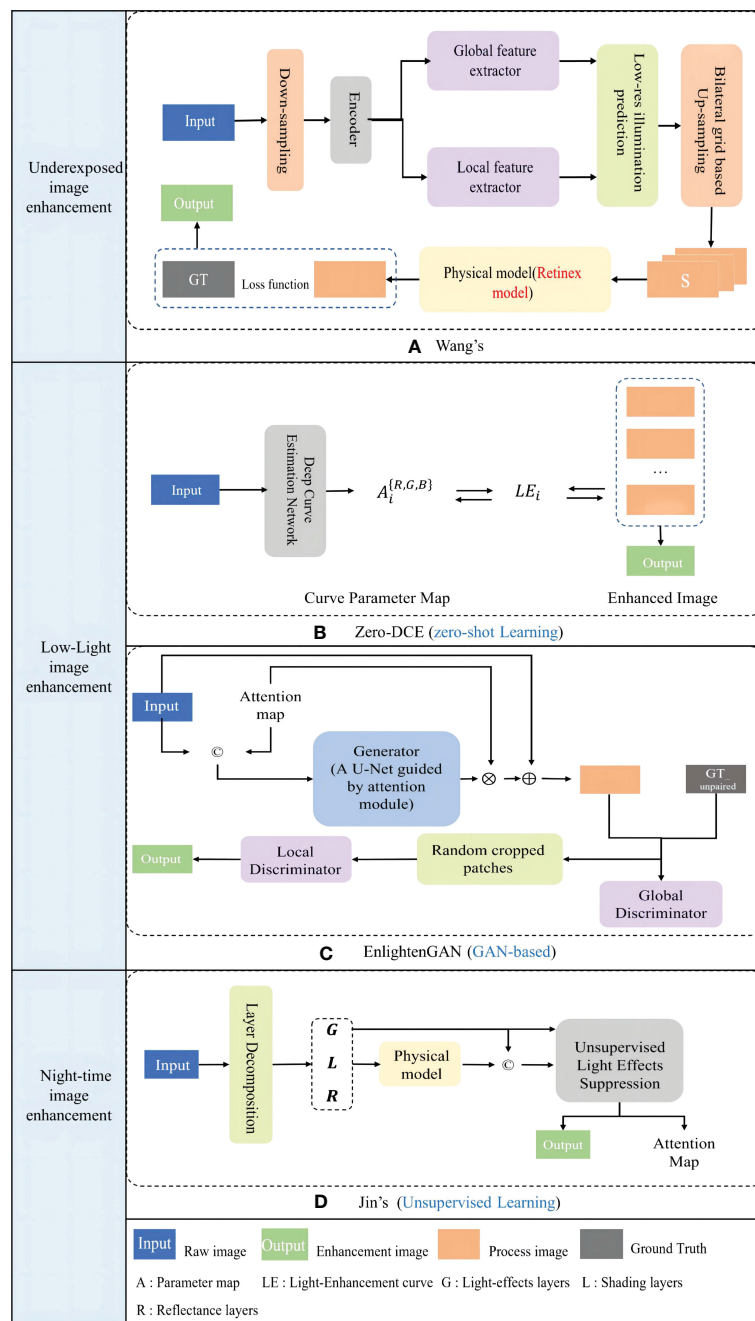 Underexposed
image
enhancement
Input
Down-sampling
Encoder
Global feature
extractor
Local feature
extractor
Low-res illumination
prediction
Bilateral grid based
Up-sampling
Output
GT
Loss function
Physical model(Retinex
model)
S
A Wang's
Low-Light
image
enhancement
Input
Deep Curve
Estimation Network
A_i^{R,G,B}
LE_i
...
Output
Curve Parameter Map
Enhanced Image
B Zero-DCE (zero-shot Learning)
Input
Attention
map
©
Generator
(A U-Net guided
by attention
module)
⊗
⊕
GT_
unpaired
Output
Local
Discriminator
Random cropped
patches
Global
Discriminator
C EnlightenGAN (GAN-based)
Night-time
image
enhancement
Input
Layer Decomposition
G
L
R
Physical
model
©
Unsupervised
Light Effects
Suppression
Output
Attention
Map
D Jin's (Unsupervised Learning)
Input Raw image
Output Enhancement image
Process image
Ground Truth
A : Parameter map LE : Light-Enhancement curve G : Light-effects layers L : Shading layers
R : Reflectance layers